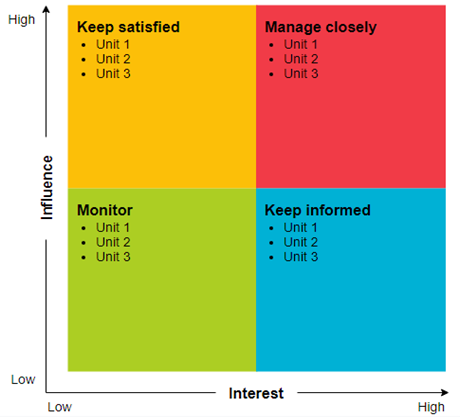 High
Keep satisfied
• Unit 1
• Unit 2
• Unit 3
Manage closely
• Unit 1
• Unit 2
• Unit 3
Influence
Monitor
• Unit 1
• Unit 2
• Unit 3
Keep informed
• Unit 1
• Unit 2
• Unit 3
Low
Low
Interest
High